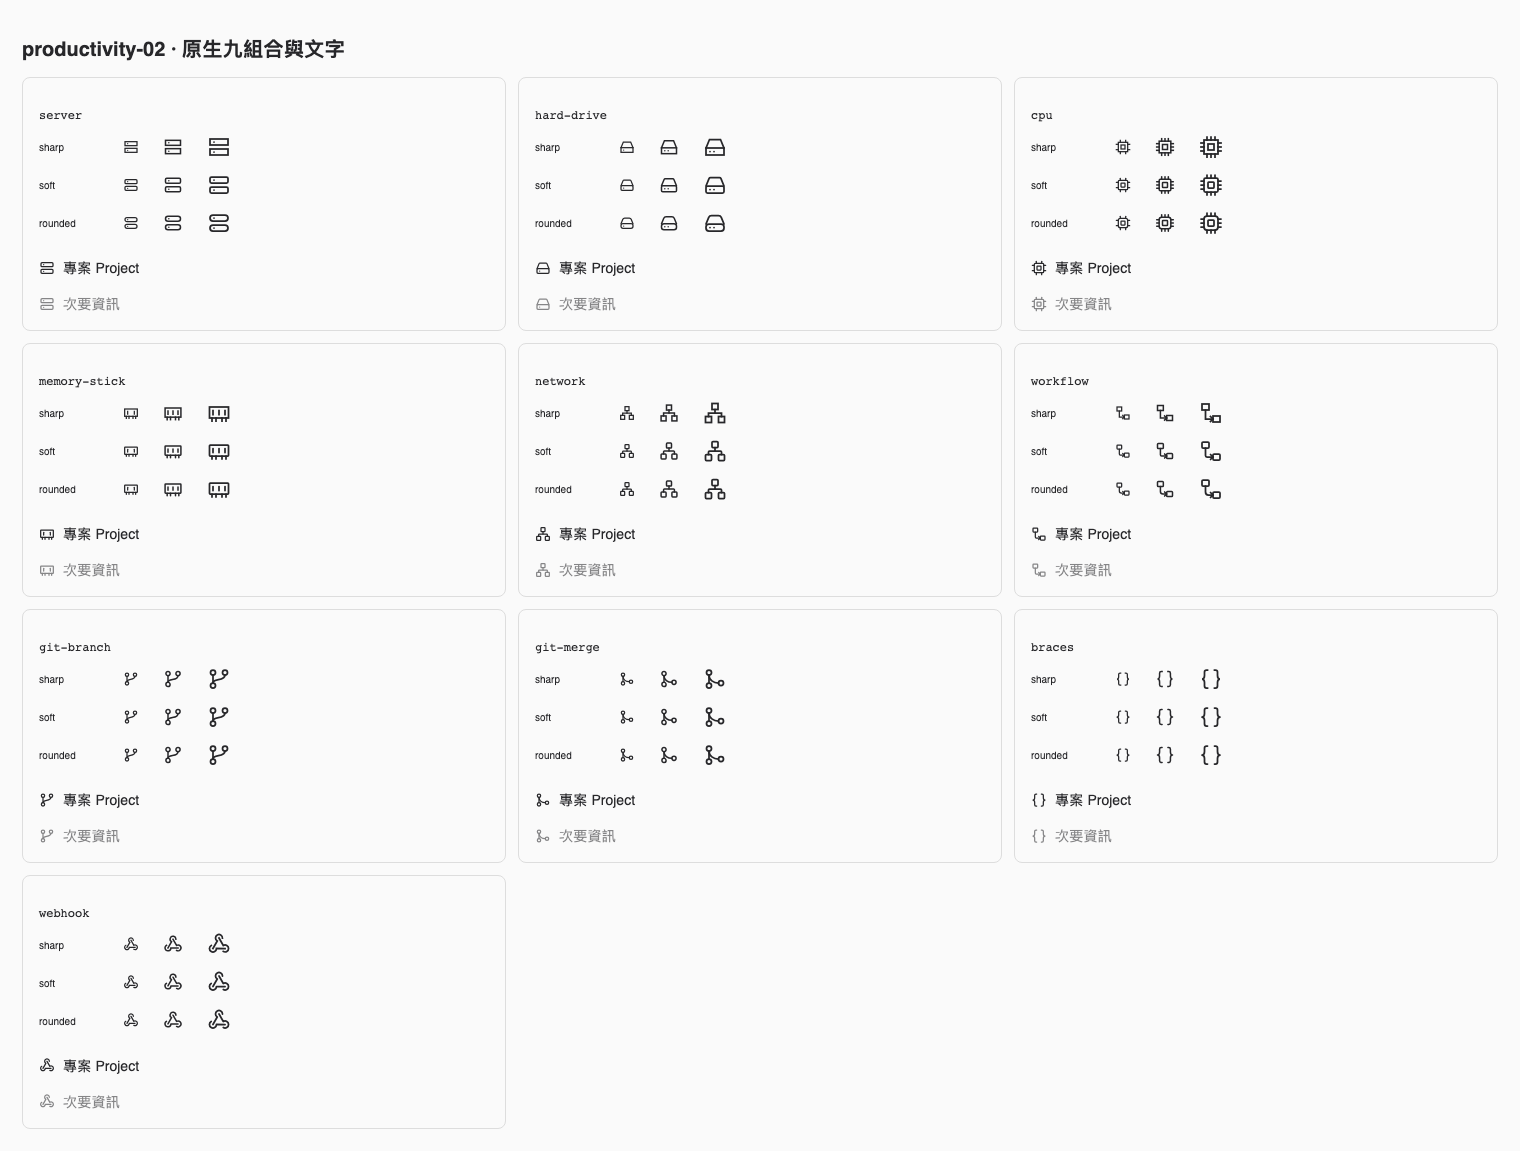 productivity-02 · 原生九組合與文字
server
sharp
soft
rounded
專案 Project
次要資訊
hard-drive
sharp
soft
rounded
專案 Project
次要資訊
cpu
sharp
soft
rounded
專案 Project
次要資訊
memory-stick
sharp
soft
rounded
專案 Project
次要資訊
network
sharp
soft
rounded
專案 Project
次要資訊
workflow
sharp
soft
rounded
專案 Project
次要資訊
git-branch
sharp
soft
rounded
專案 Project
次要資訊
git-merge
sharp
soft
rounded
專案 Project
次要資訊
braces
sharp
soft
rounded
專案 Project
次要資訊
webhook
sharp
soft
rounded
專案 Project
次要資訊